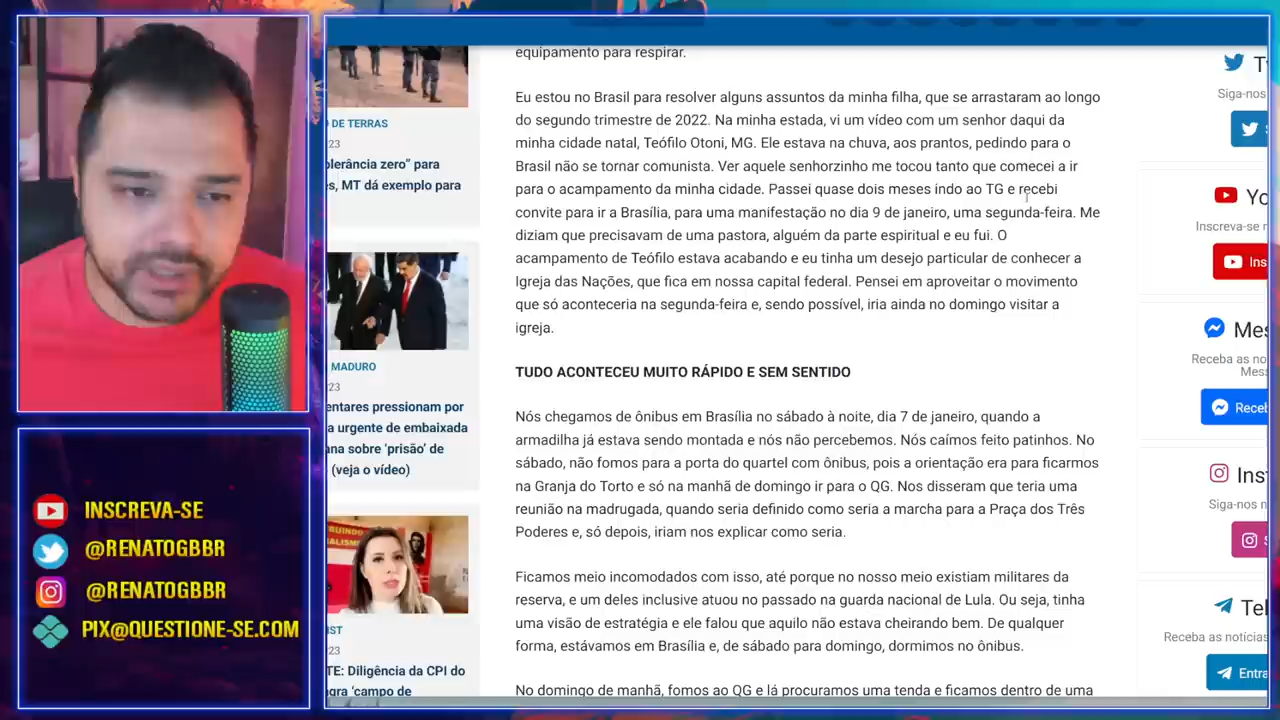 equipamento para respirar.
Eu estou no Brasil para resolver alguns assuntos da minha filha, que se arrastaram ao longo
do segundo trimestre de 2022. Na minha estada, vi um vídeo com um senhor daqui da
minha cidade natal, Teófilo Otoni, MG. Ele estava na chuva, aos prantos, pedindo para o
Brasil não se tornar comunista. Ver aquele senhorzinho me tocou tanto que comecei a ir
para o acampamento da minha cidade. Passei quase dois meses indo ao TG e recebi
convite para ir a Brasília, para uma manifestação no dia 9 de janeiro, uma segunda-feira. Me
diziam que precisavam de uma pastora, alguém da parte espiritual e eu fui. O
acampamento de Teófilo estava acabando e eu tinha um desejo particular de conhecer a
Igreja das Nações, que fica em nossa capital federal. Pensei em aproveitar o movimento
que só aconteceria na segunda-feira e, sendo possível, iria ainda no domingo visitar a
igreja.
TUDO ACONTECEU MUITO RÁPIDO E SEM SENTIDO
Nós chegamos de ônibus em Brasília no sábado à noite, dia 7 de janeiro, quando a
armadilha já estava sendo montada e nós não percebemos. Nós caímos feito patinhos. No
sábado, não fomos para a porta do quartel com ônibus, pois a orientação era para ficarmos
na Granja do Torto e só na manhã de domingo ir para o QG. Nos disseram que teria uma
reunião na madrugada, quando seria definido como seria a marcha para a Praça dos Três
Poderes e, só depois, iriam nos explicar como seria.
Ficamos meio incomodados com isso, até porque no nosso meio existiam militares da
reserva, e um deles inclusive atuou no passado na guarda nacional de Lula. Ou seja, tinha
uma visão de estratégia e ele falou que aquilo não estava cheirando bem. De qualquer
forma, estávamos em Brasília e, de sábado para domingo, dormimos no ônibus.
No domingo de manhã, fomos ao QG e lá procuramos uma tenda e ficamos dentro de uma
O DE TERRAS
23
olerância zero" para
s, MT dá exemplo para
MADURO
23
entares pressionam por
a urgente de embaixada
ana sobre 'prisão' de
(veja o vídeo)
RUINDO
IALISMO
ST
23
TE: Diligência da CPI do
gra 'campo de
Tw
Siga-nos
S
Yo
Inscreva-se n
Ins
Mes
Receba as no
Mess
Receb
Inst
Siga-nos n
S
Tel
Receba as notícias
Entra
INSCREVA-SE
@RENATOGBBR
@RENATOGBBR
PIX@QUESTIONE-SE.COM